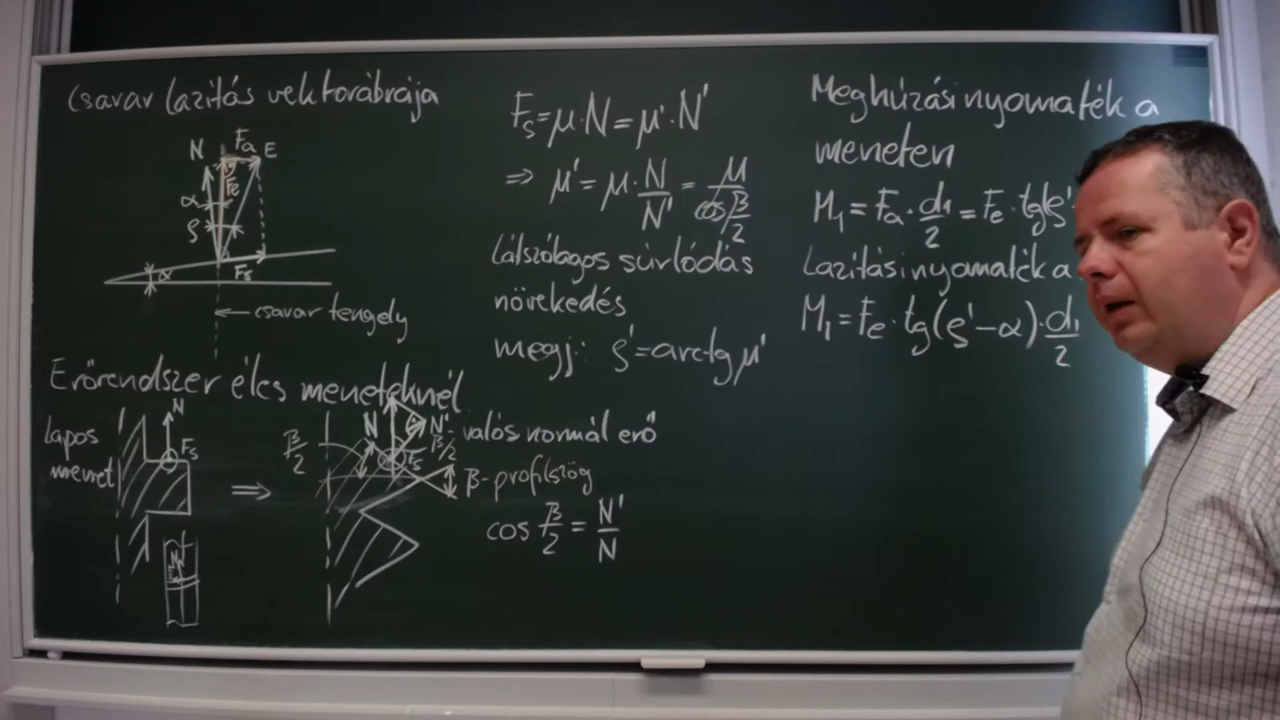 Csavar lazítás vektorábrája
Fa
N
E
Fe
α
ρ
α
Fs
csavar tengely
Erőrendszer éles meneteknél
lapos
menet
N
Fs
⇒
β/2
N
N' - valós normál erő
β/2
Fs
β-profilszög
cos β/2 = N'/N
Fs=μ·N=μ'·N'
⇒ μ'=μ·N/N'=μ/cos β/2
látszólagos súrlódás
növekedés
megj: ρ'=arctgμ'
Meghúzási nyomaték a
meneten
M₁=Fa·d₁/2=Fe·tg(ρ'
Lazítási nyomaték a
M₁=Fe·tg(ρ'-α)·d₁/2